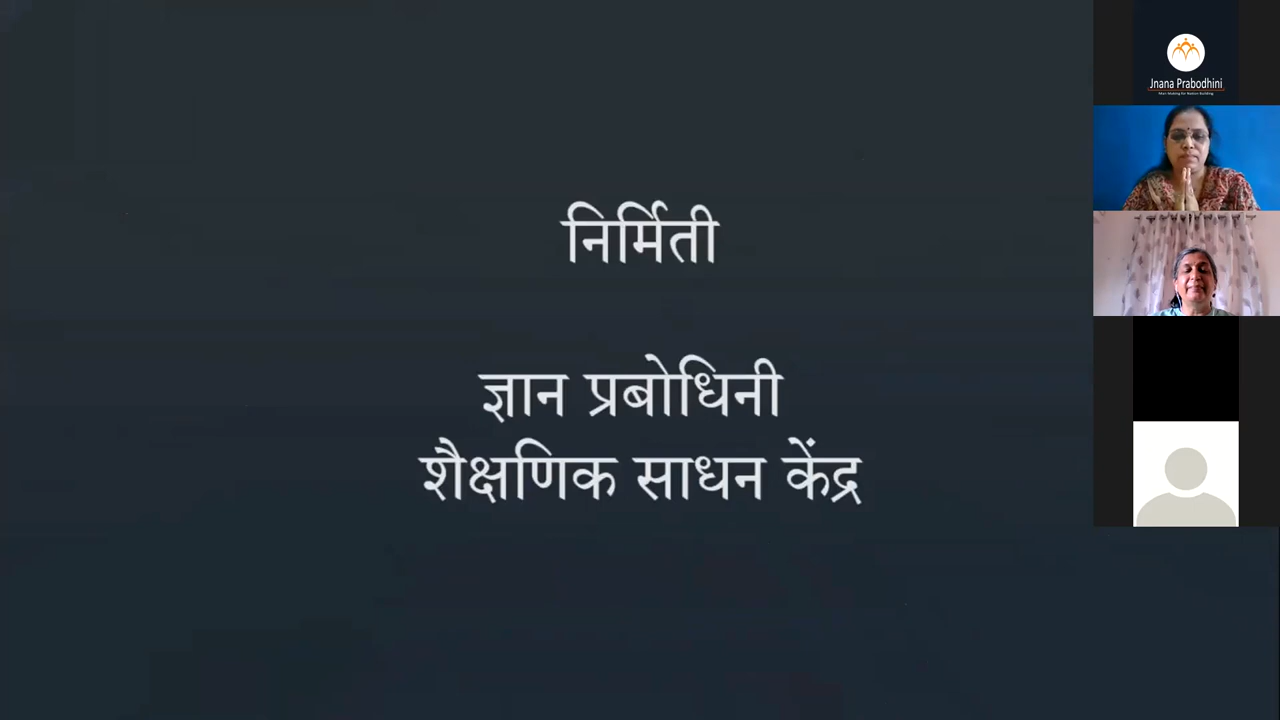 निर्मिती
ज्ञान प्रबोधिनी
शैक्षणिक साधन केंद्र
Jnana Prabodhini